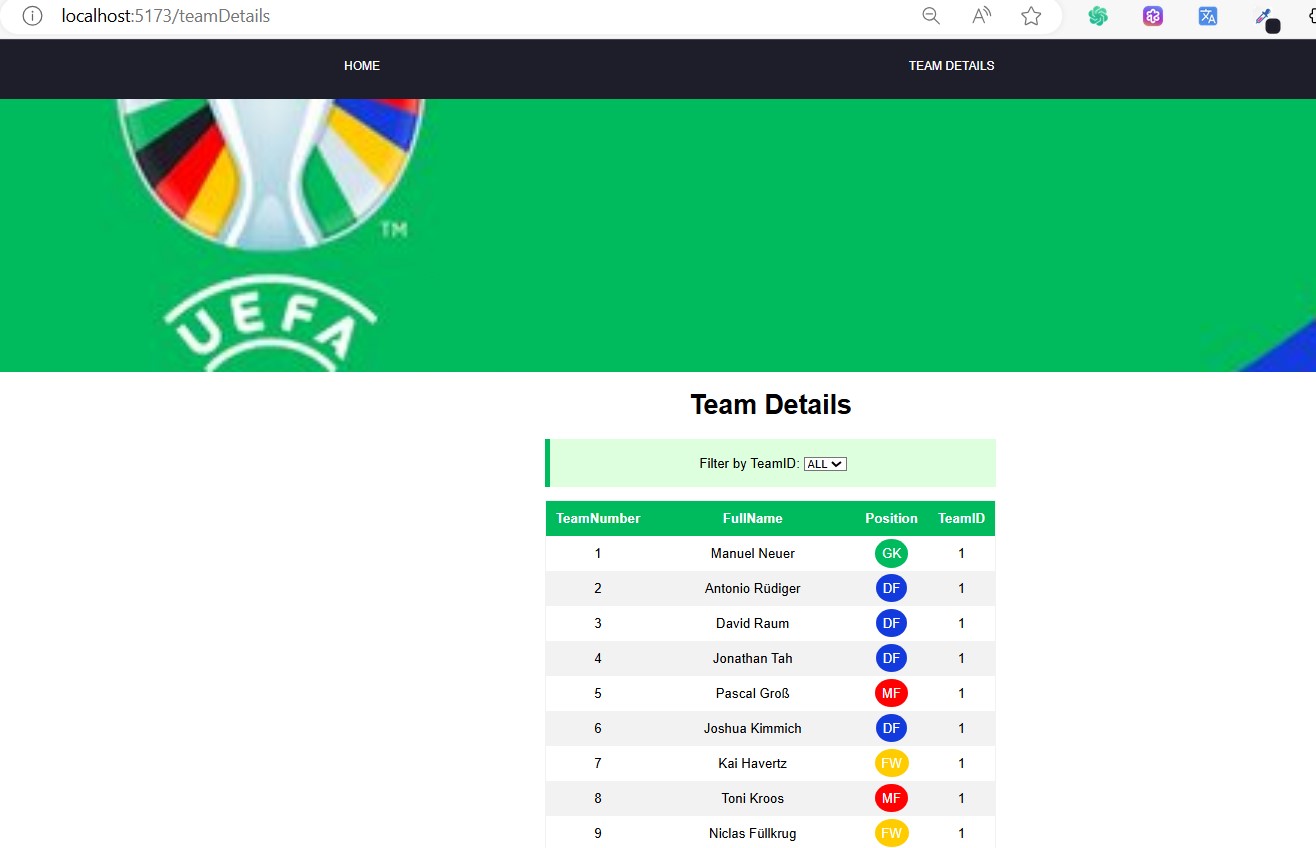 localhost:5173/teamDetails
HOME TEAM DETAILS
TM
UEFA
Team Details
Filter by TeamID: ALL
TeamNumber FullName Position TeamID
1 Manuel Neuer GK 1
2 Antonio Rüdiger DF 1
3 David Raum DF 1
4 Jonathan Tah DF 1
5 Pascal Groß MF 1
6 Joshua Kimmich DF 1
7 Kai Havertz FW 1
8 Toni Kroos MF 1
9 Niclas Füllkrug FW 1